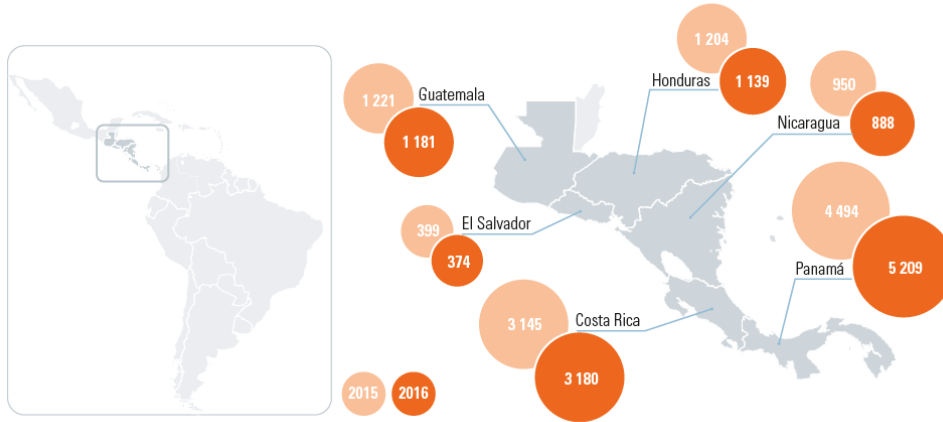 1 204
Honduras
1 139
950
Nicaragua
888
1 221
Guatemala
1 181
4 494
Panamá
5 209
399
El Salvador
374
3 145
Costa Rica
3 180
2015
2016